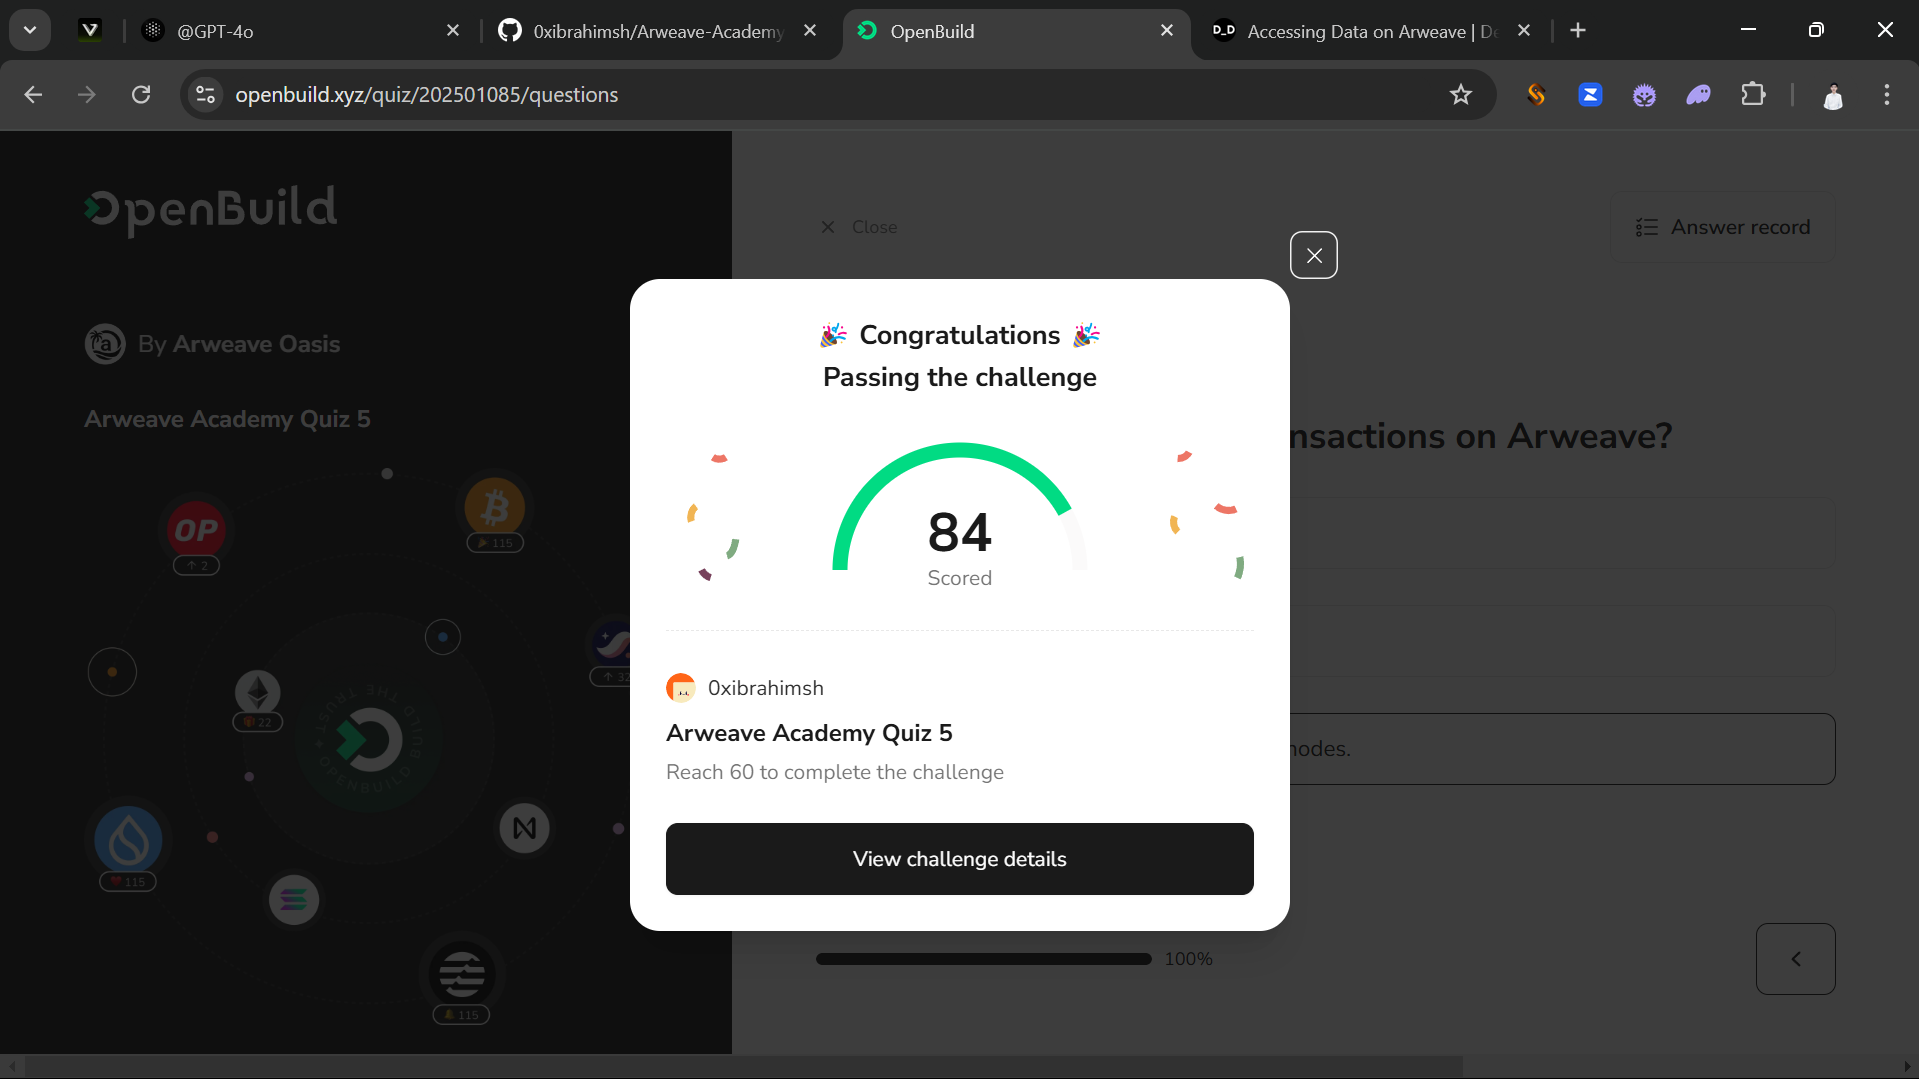 @GPT-4o
0xibrahimsh/Arweave-Academy
OpenBuild
Accessing Data on Arweave | De
openbuild.xyz/quiz/202501085/questions
OpenBuild
Close
Answer record
By Arweave Oasis
Arweave Academy Quiz 5
Congratulations
Passing the challenge
nsactions on Arweave?
84
Scored
OP
2
115
32
22
BUILD THE TRUST + OPENBUILD
0xibrahimsh
Arweave Academy Quiz 5
Reach 60 to complete the challenge
nodes.
View challenge details
115
115
100%